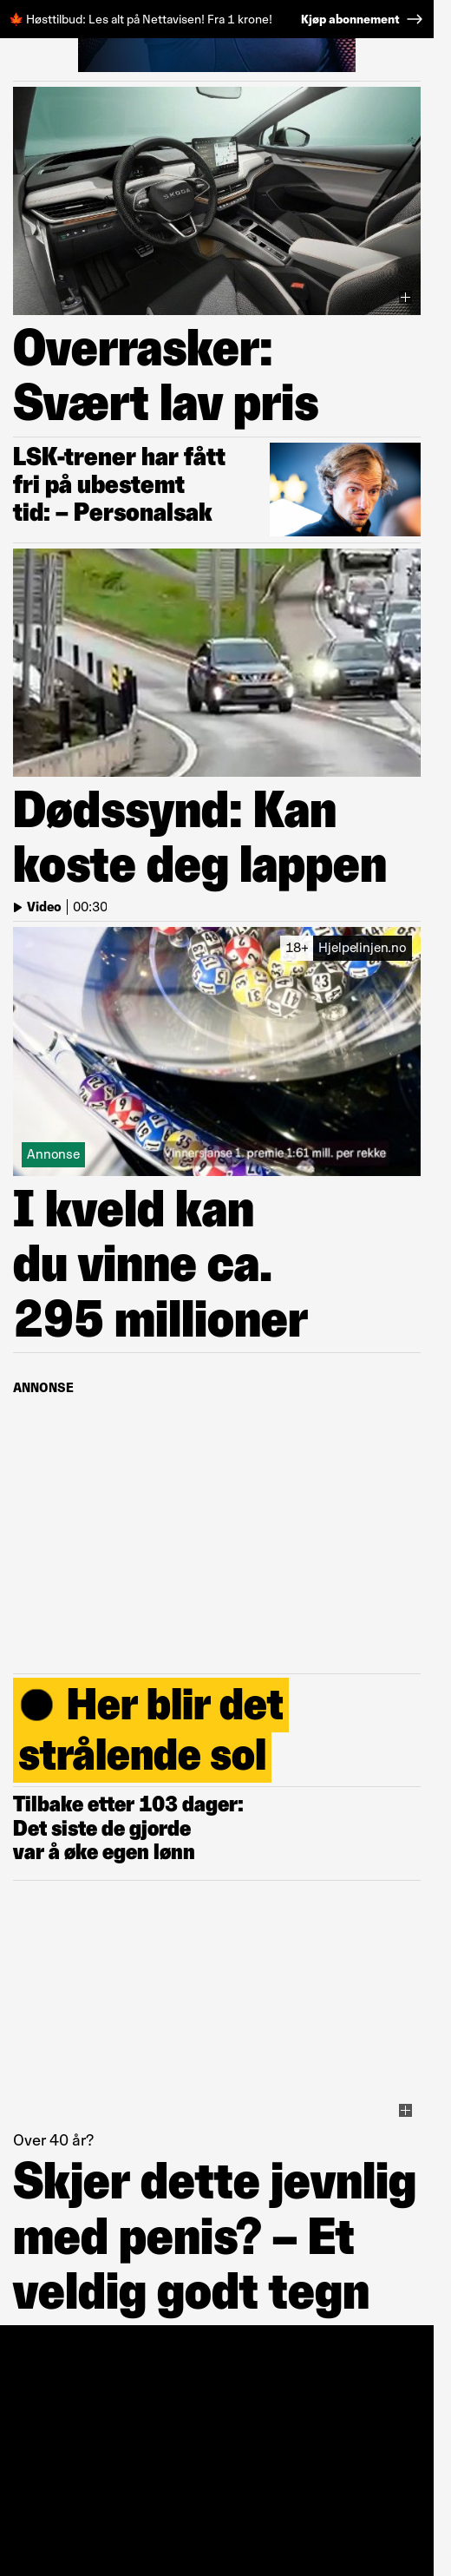 🍁 Høsttilbud: Les alt på Nettavisen! Fra 1 krone!
Kjøp abonnement →
SKODA
Overrasker:
Svært lav pris
LSK-trener har fått
fri på ubestemt
tid: – Personalsak
Dødssynd: Kan
koste deg lappen
Video | 00:30
18+ Hjelpelinjen.no
Annonse
Vinnersjanse 1. premie 1:61 mill. per rekke
I kveld kan
du vinne ca.
295 millioner
ANNONSE
Her blir det
strålende sol
Tilbake etter 103 dager:
Det siste de gjorde
var å øke egen lønn
Over 40 år?
Skjer dette jevnlig
med penis? – Et
veldig godt tegn